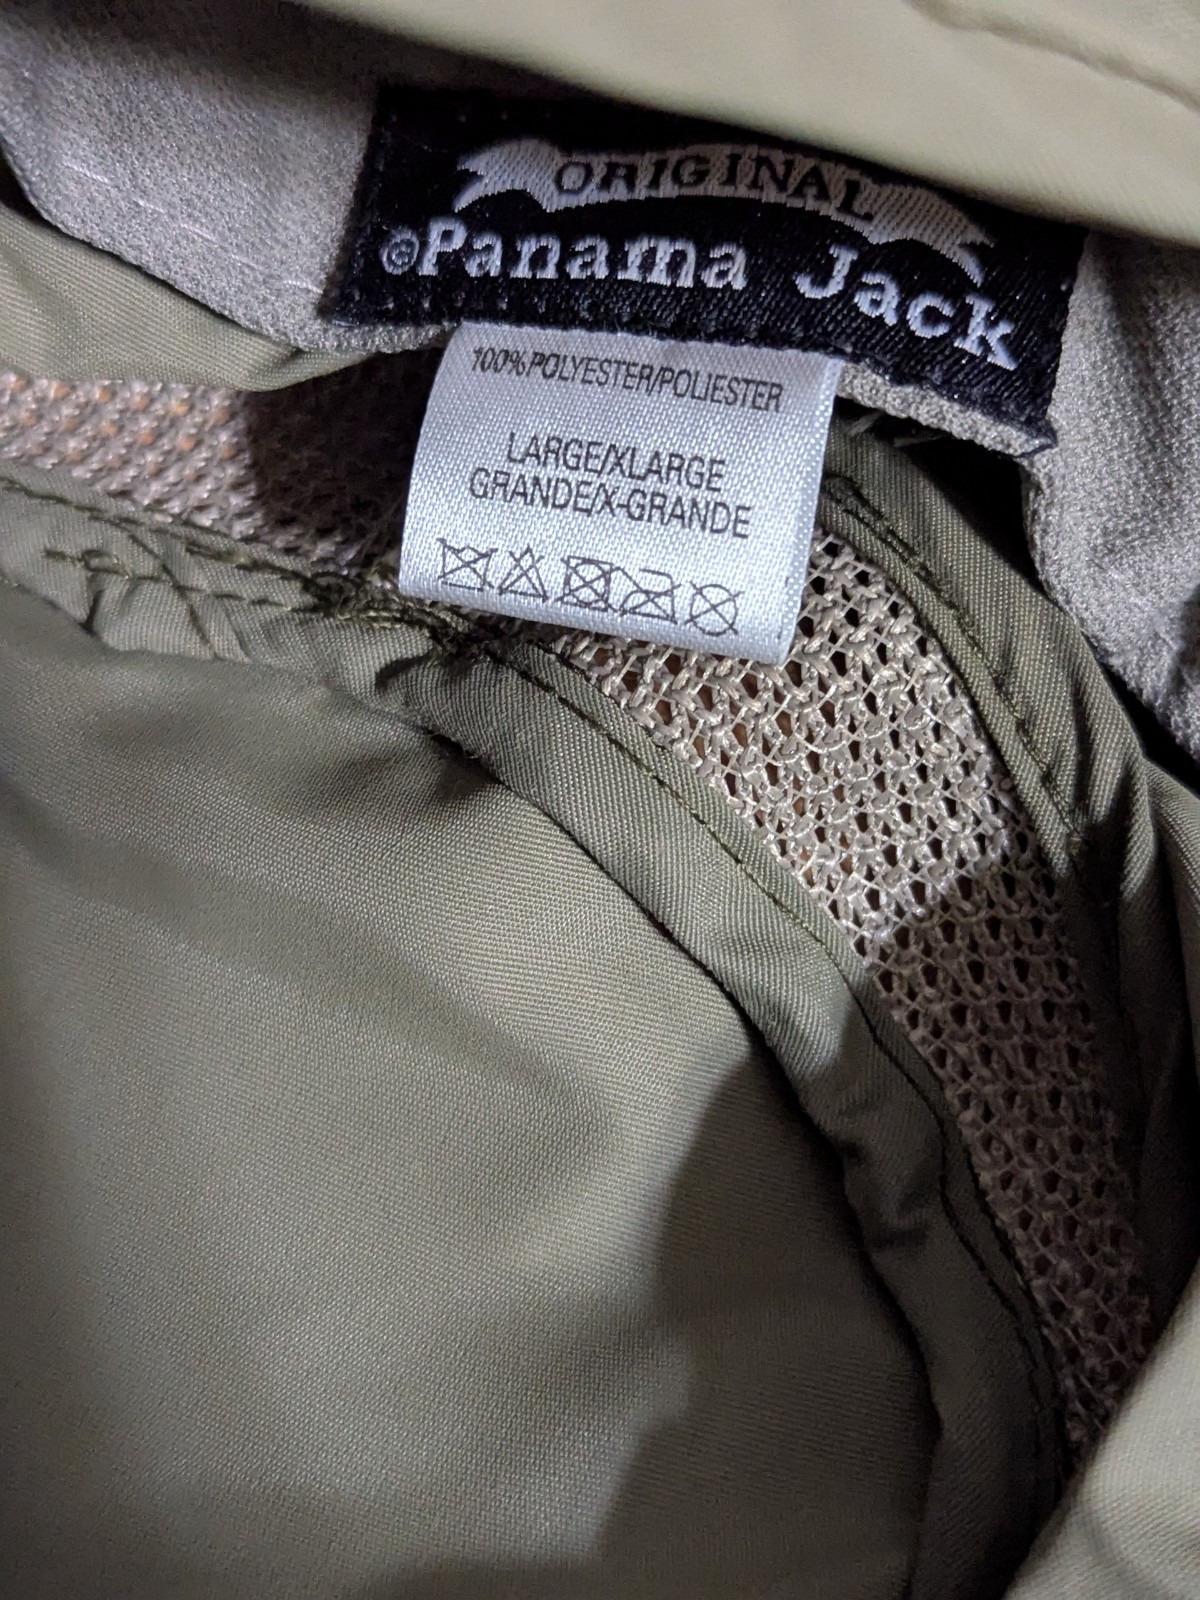 ORIGINAL
©Panama Jack
100% POLYESTER/POLIESTER
LARGE/XLARGE
GRANDE/X-GRANDE